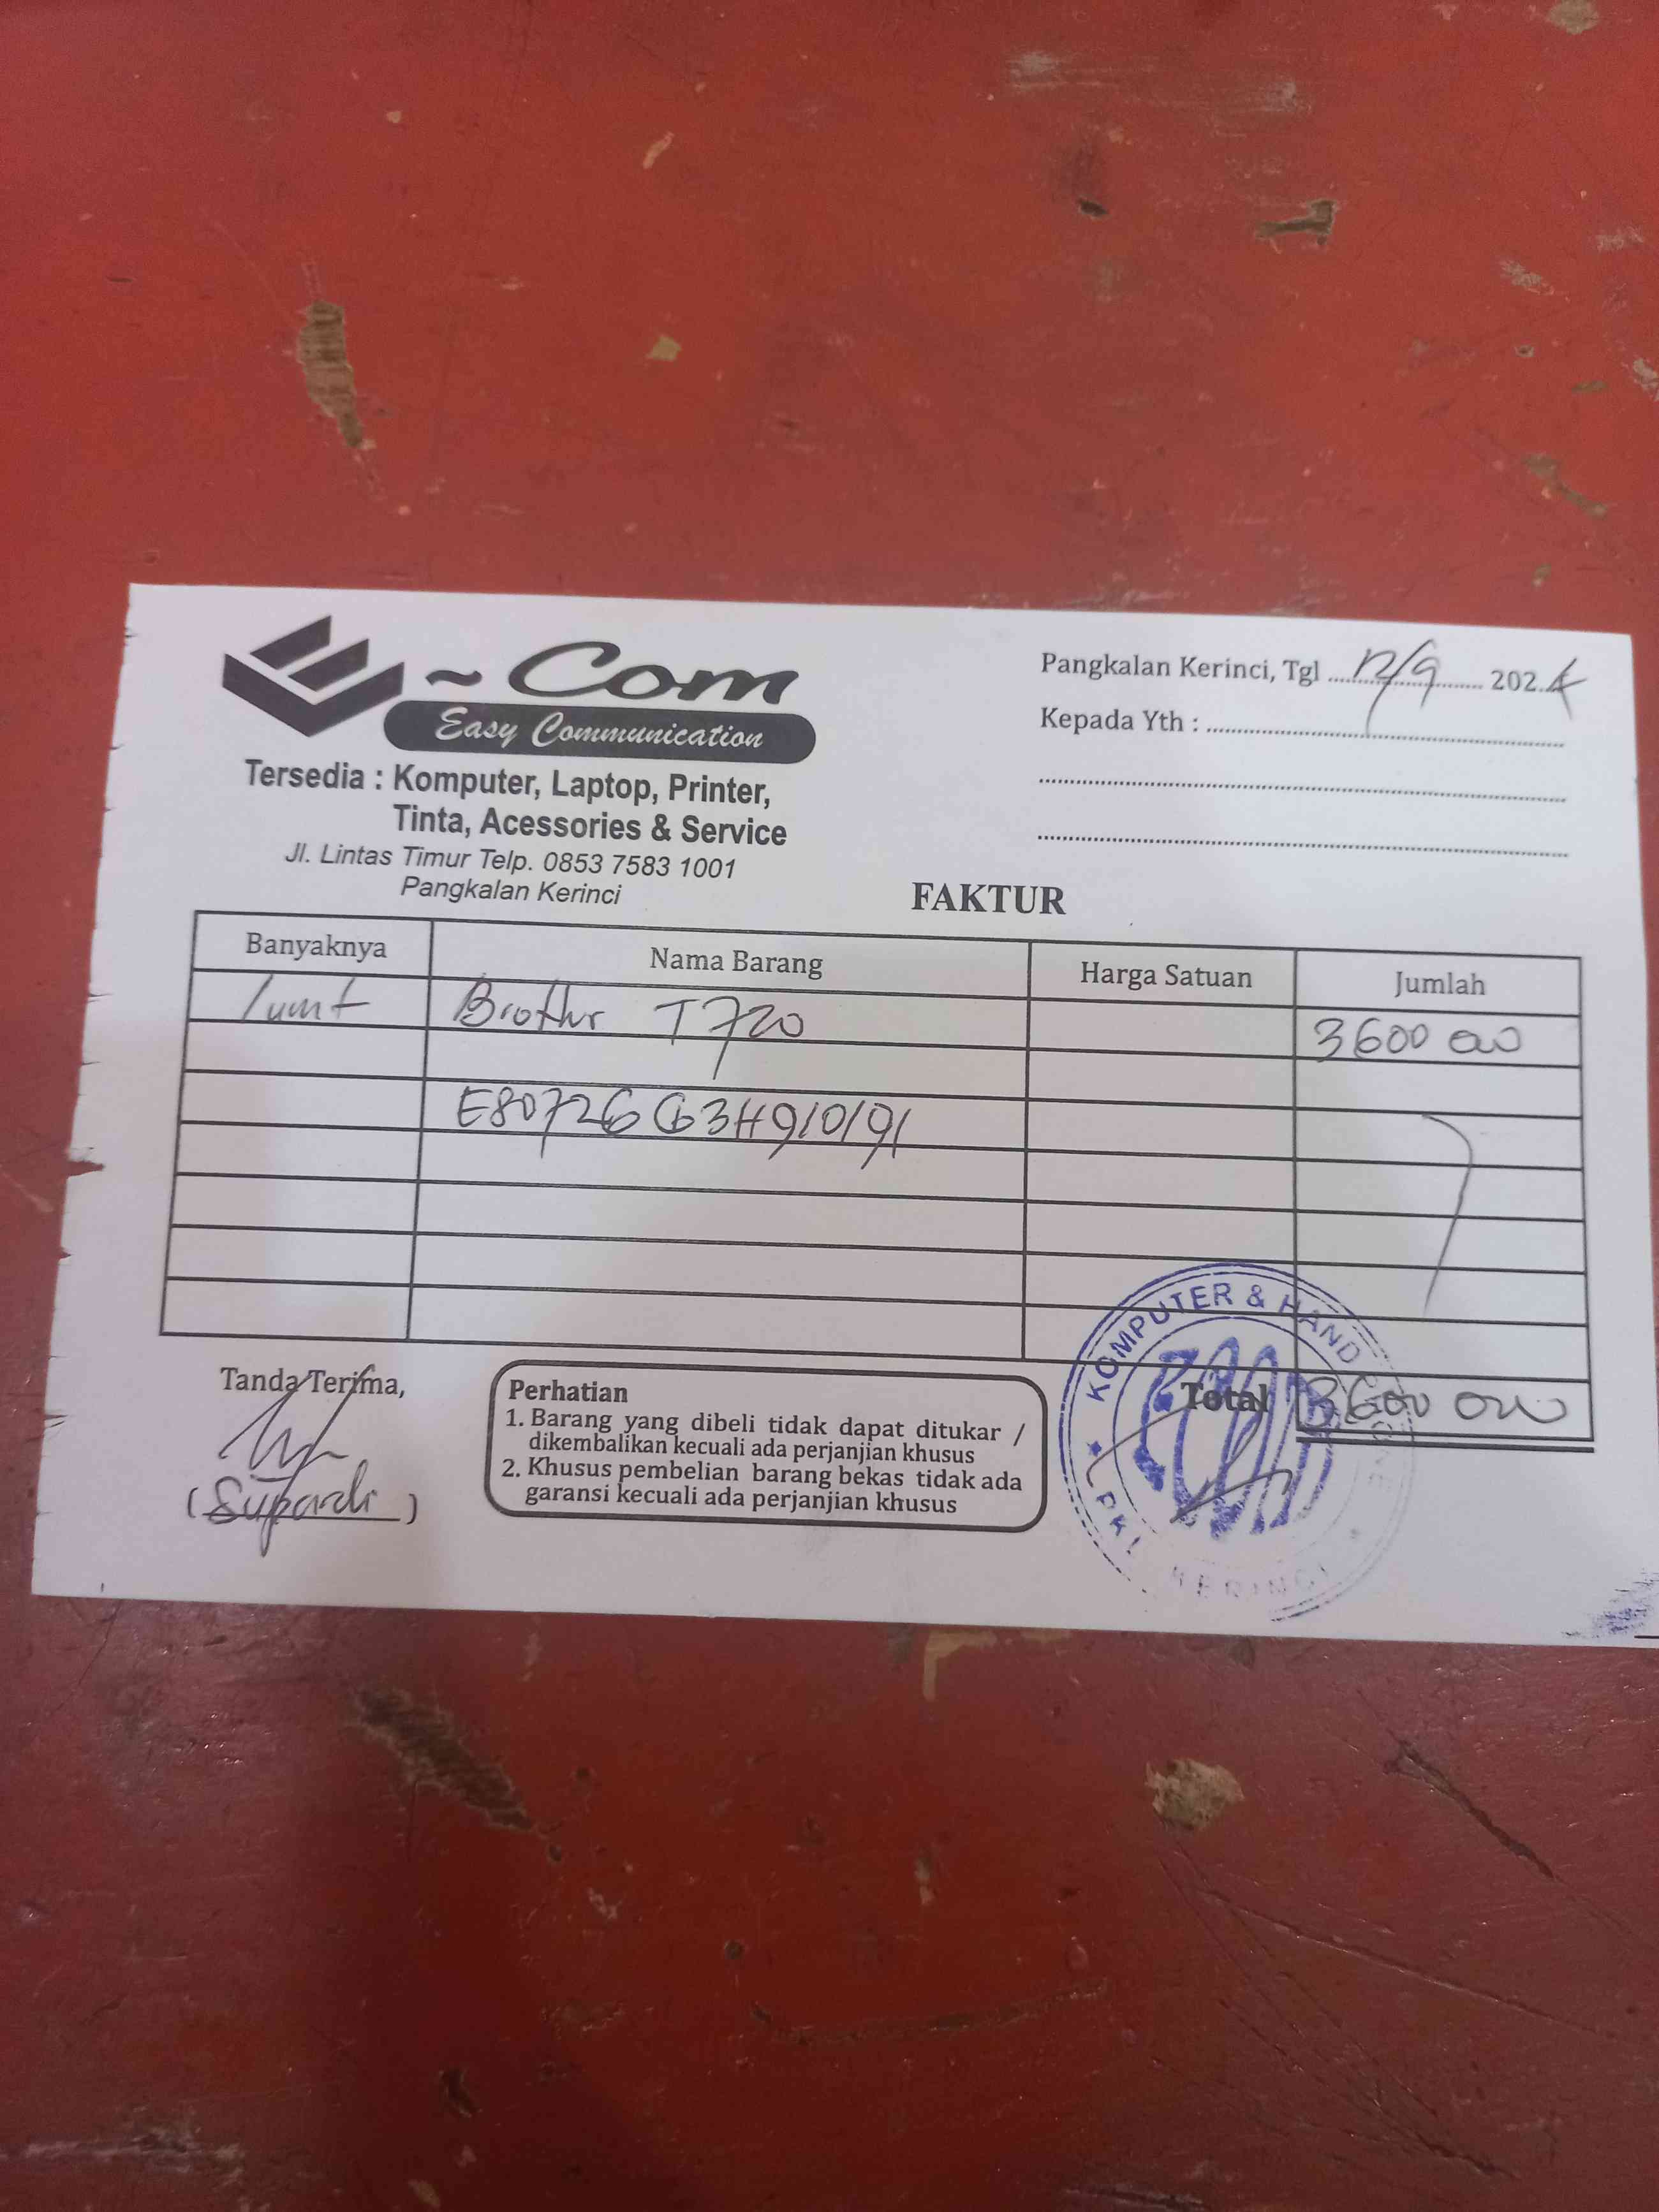 E ~ Com
Easy Communication
Tersedia : Komputer, Laptop, Printer,
Tinta, Acessories & Service
Jl. Lintas Timur Telp. 0853 7583 1001
Pangkalan Kerinci
Pangkalan Kerinci, Tgl 12/9 2024
Kepada Yth :
FAKTUR
Banyaknya Nama Barang Harga Satuan Jumlah
1 unit Brother T720 3600 000
E80726G3H910191
Total 3600 000
Tanda Terima,
(Supardi)
Perhatian
1. Barang yang dibeli tidak dapat ditukar /
dikembalikan kecuali ada perjanjian khusus
2. Khusus pembelian barang bekas tidak ada
garansi kecuali ada perjanjian khusus
KOMPUTER & HAND PHONE
PKL. KERINCI